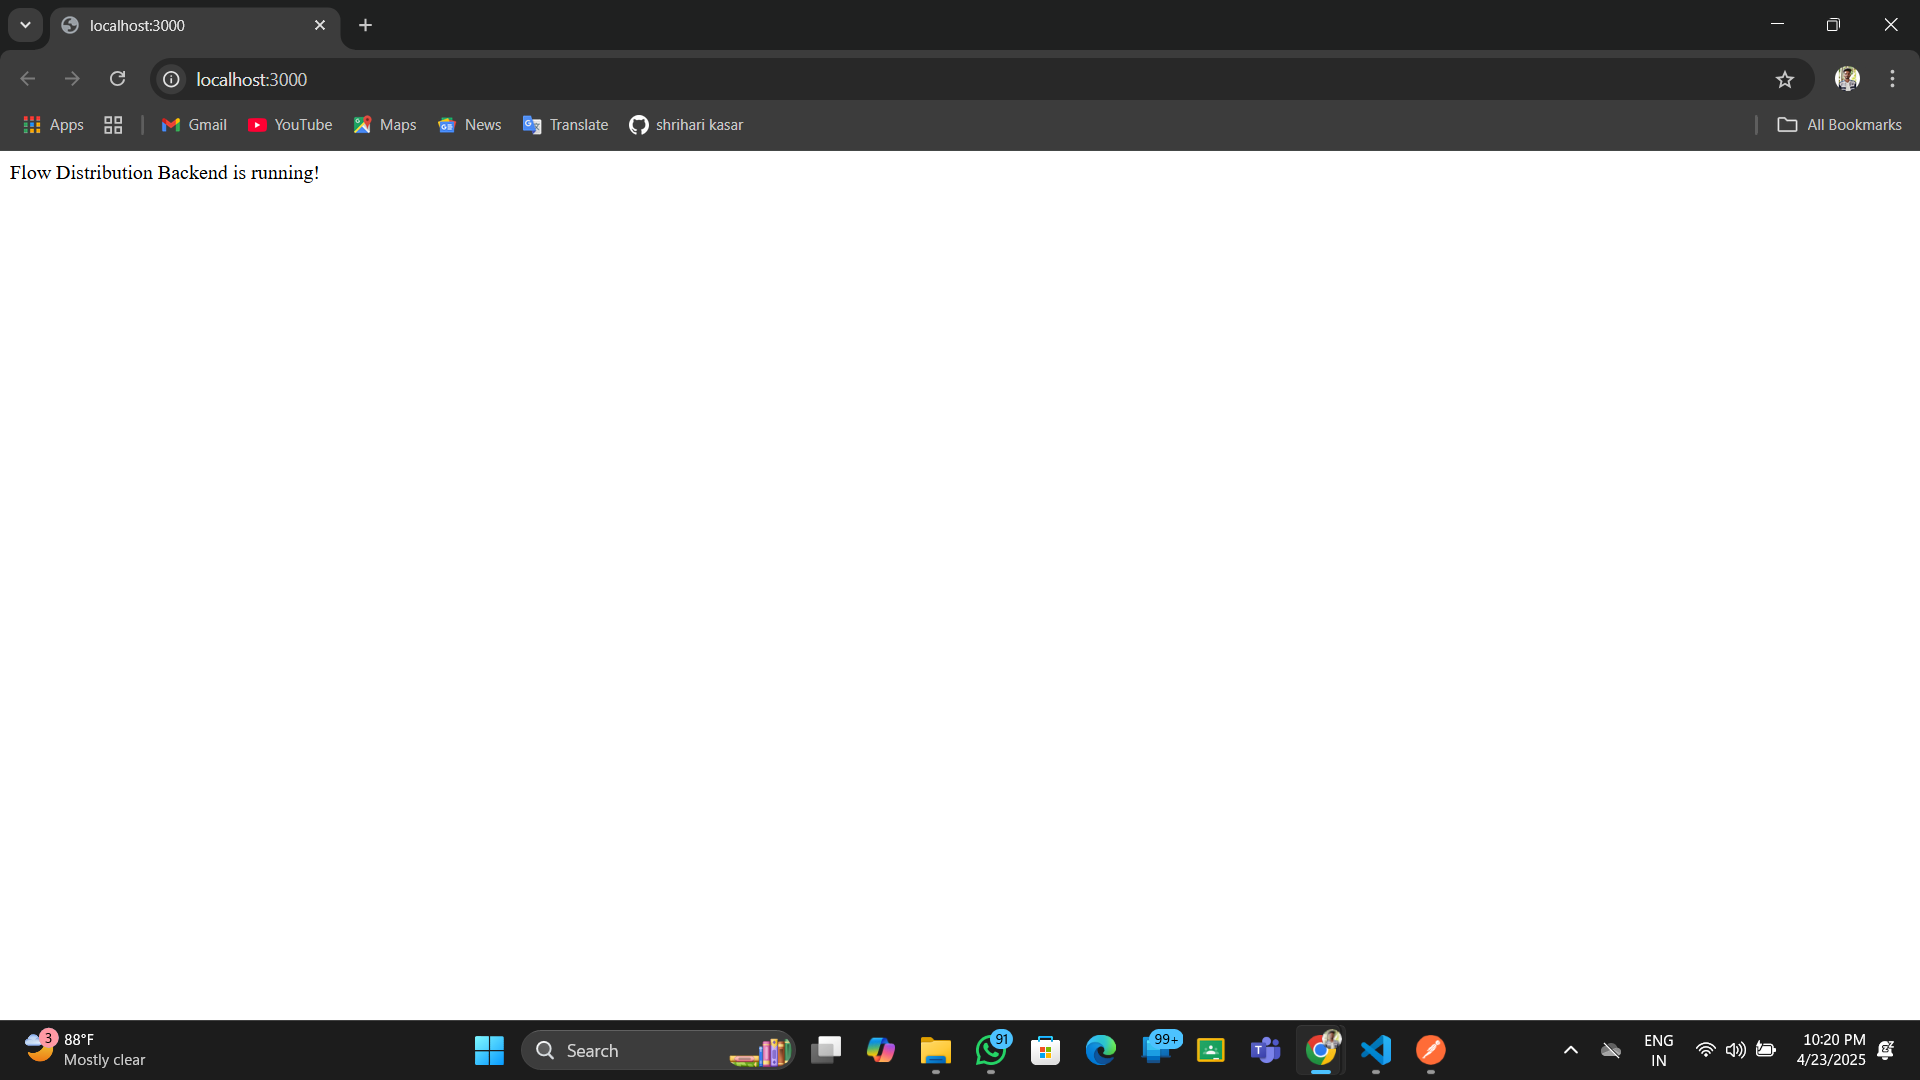 localhost:3000
localhost:3000
Apps
Gmail
YouTube
Maps
News
Translate
shrihari kasar
All Bookmarks
Flow Distribution Backend is running!
3
88°F
Mostly clear
Search
91
99+
ENG
IN
10:20 PM
4/23/2025